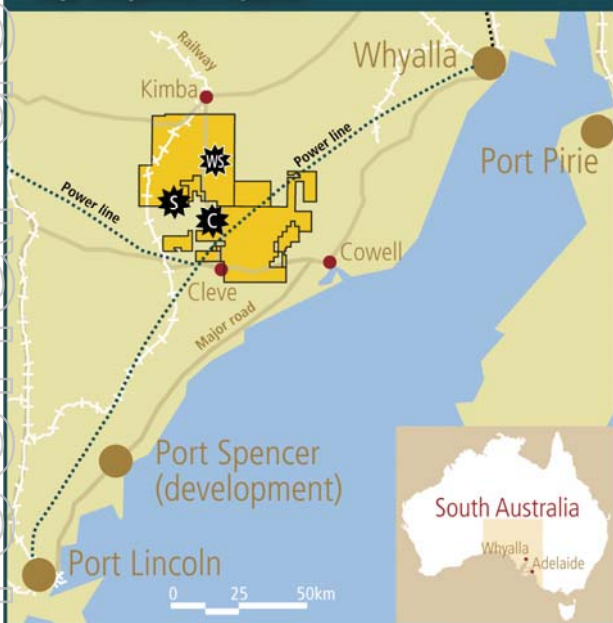 Whyalla
Railway
Kimba
Port Pirie
WS
Power line
Power line
S
C
Cowell
Cleve
Major road
Port Spencer
(development)
South Australia
Whyalla
Adelaide
Port Lincoln
0 25 50km